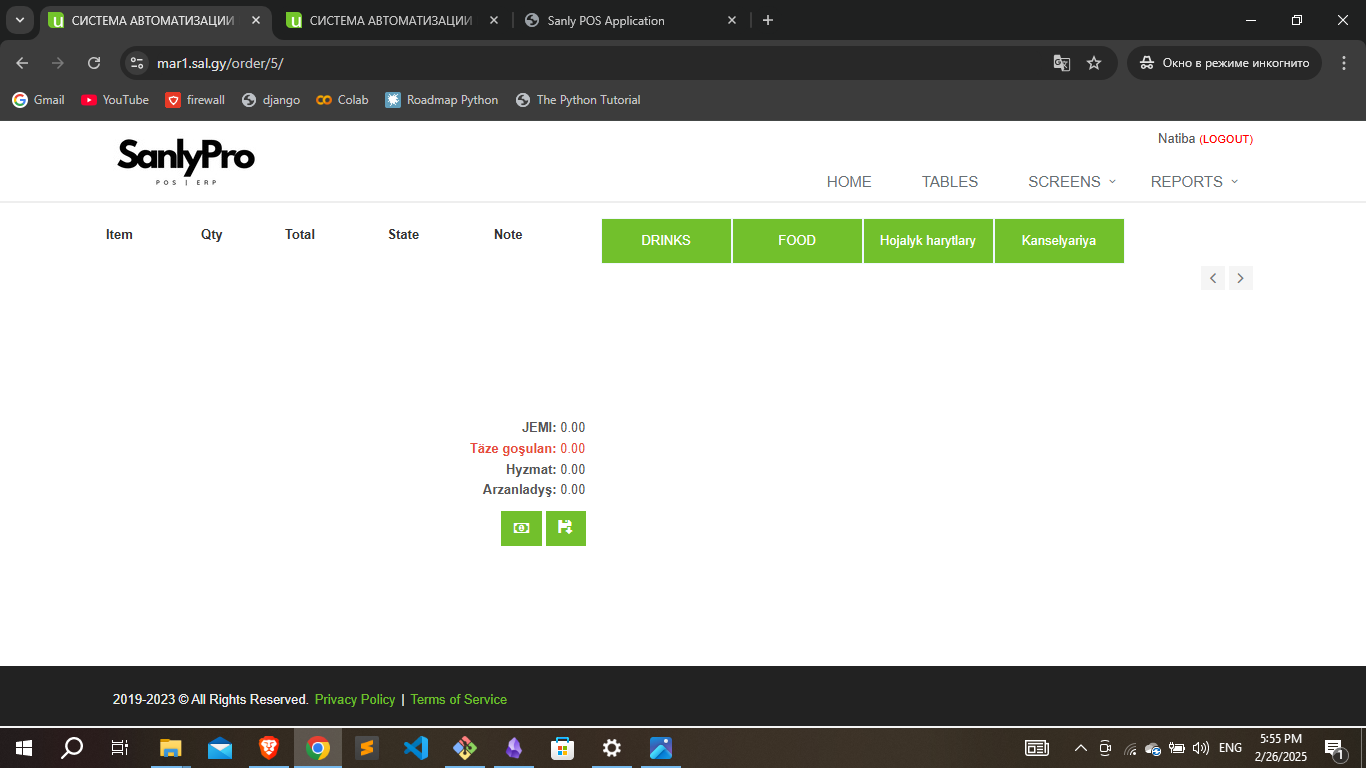 СИСТЕМА АВТОМАТИЗАЦИИ
СИСТЕМА АВТОМАТИЗАЦИИ
Sanly POS Application
mar1.sal.gy/order/5/
Окно в режиме инкогнито
Gmail
YouTube
firewall
django
Colab
Roadmap Python
The Python Tutorial
SanlyPro
POS | ERP
Natiba (LOGOUT)
HOME
TABLES
SCREENS
REPORTS
Item
Qty
Total
State
Note
DRINKS
FOOD
Hojalyk harytlary
Kanselyariya
JEMI: 0.00
Täze goşulan: 0.00
Hyzmat: 0.00
Arzanladyş: 0.00
2019-2023 © All Rights Reserved. Privacy Policy | Terms of Service
ENG
5:55 PM
2/26/2025
1